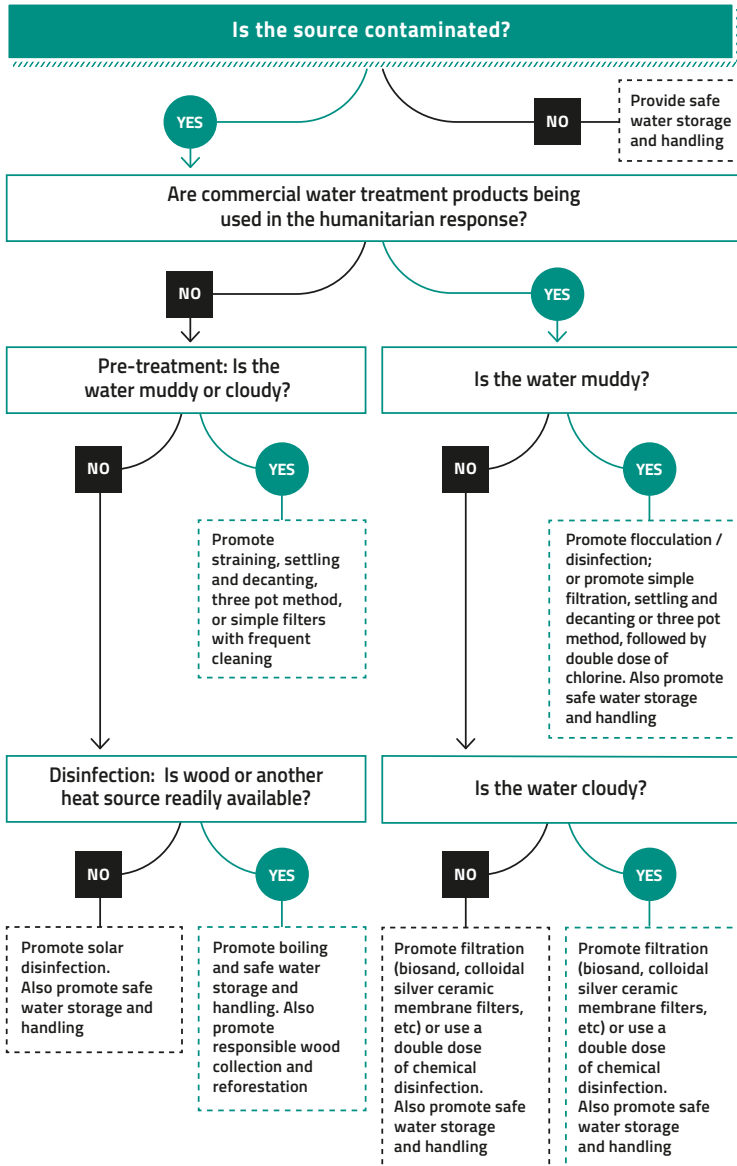 Is the source contaminated?
YES
NO
Provide safe
water storage
and handling
Are commercial water treatment products being
used in the humanitarian response?
NO
YES
Pre-treatment: Is the
water muddy or cloudy?
Is the water muddy?
NO
YES
NO
YES
Promote
straining, settling
and decanting,
three pot method,
or simple filters
with frequent
cleaning
Promote flocculation /
disinfection;
or promote simple
filtration, settling and
decanting or three pot
method, followed by
double dose of
chlorine. Also promote
safe water storage
and handling
Disinfection: Is wood or another
heat source readily available?
Is the water cloudy?
NO
YES
NO
YES
Promote solar
disinfection.
Also promote safe
water storage and
handling
Promote boiling
and safe water
storage and
handling. Also
promote
responsible wood
collection and
reforestation
Promote filtration
(biosand, colloidal
silver ceramic
membrane filters,
etc) or use a
double dose
of chemical
disinfection.
Also promote safe
water storage
and handling
Promote filtration
(biosand, colloidal
silver ceramic
membrane filters,
etc) or use a
double dose
of chemical
disinfection.
Also promote safe
water storage
and handling